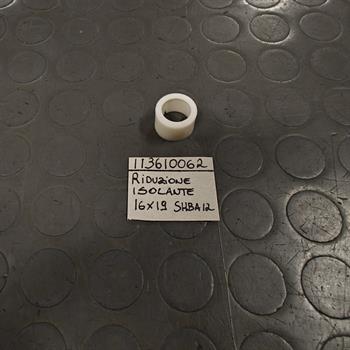 113610062
RIDUZIONE
ISOLANTE
16x19 SHBA12